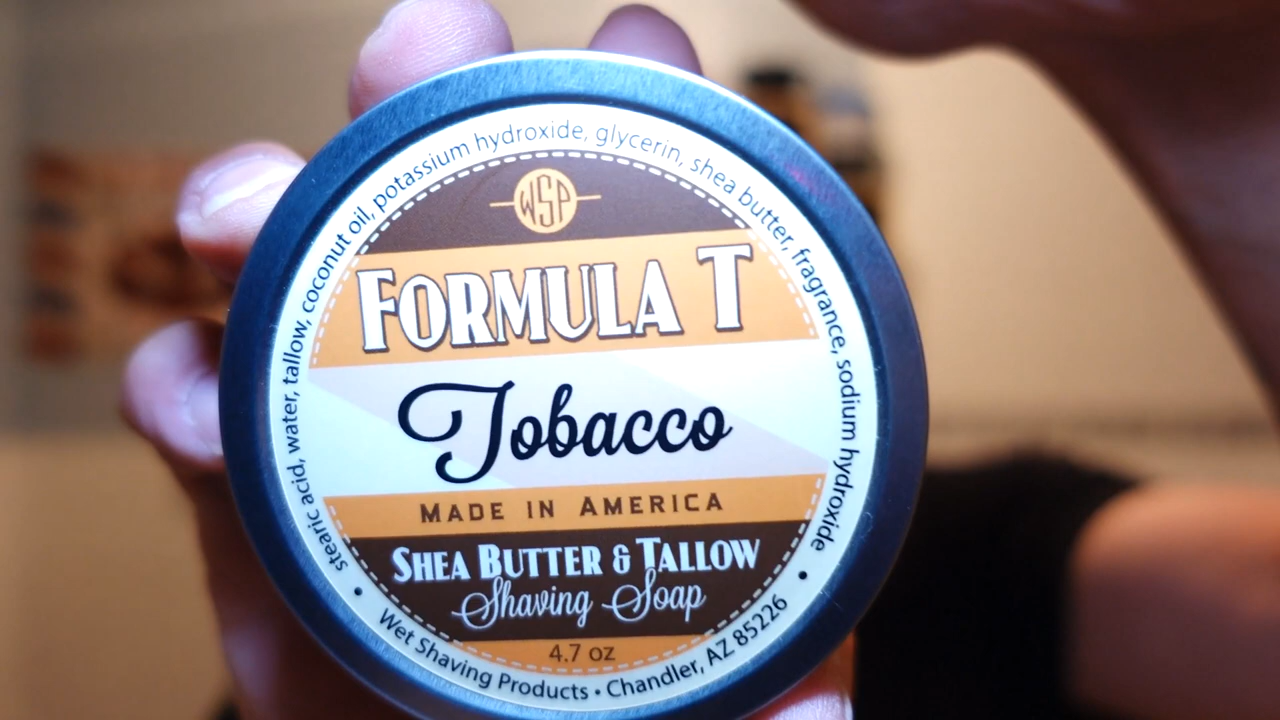 stearic acid, water, tallow, coconut oil, potassium hydroxide, glycerin, shea butter, fragrance, sodium hydroxide
WSP
FORMULA T
Tobacco
MADE IN AMERICA
SHEA BUTTER & TALLOW
Shaving Soap
4.7 oz
Wet Shaving Products • Chandler, AZ 85226